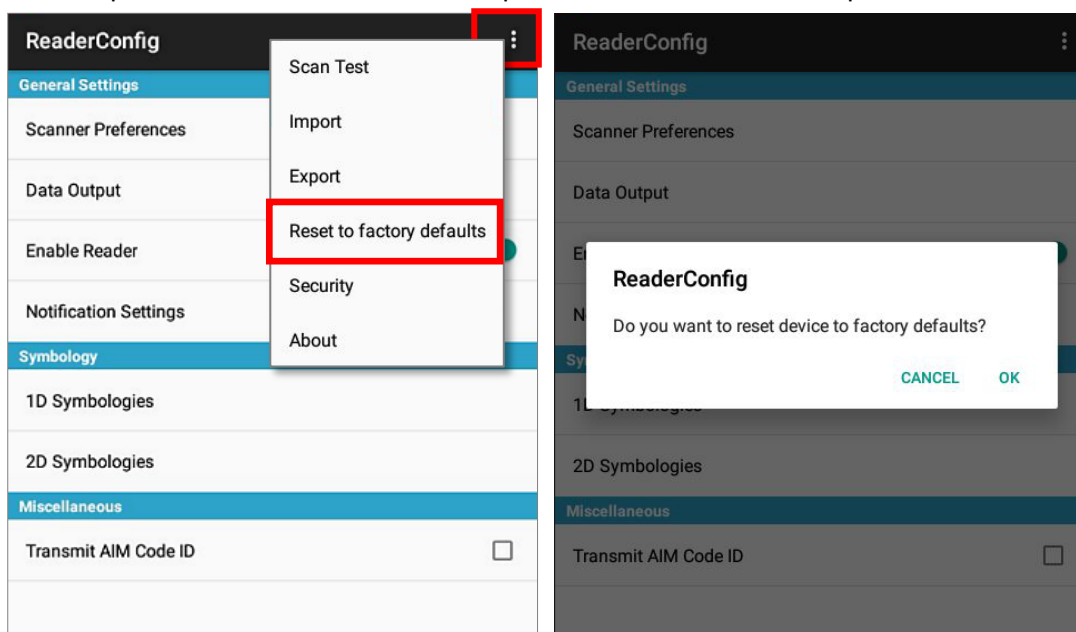 ReaderConfig
Scan Test
Import
Export
Reset to factory defaults
Security
About
General Settings
Scanner Preferences
Data Output
Enable Reader
Notification Settings
Symbology
1D Symbologies
2D Symbologies
Miscellaneous
Transmit AIM Code ID
ReaderConfig
General Settings
Scanner Preferences
Data Output
ReaderConfig
Do you want to reset device to factory defaults?
CANCEL OK
2D Symbologies
Miscellaneous
Transmit AIM Code ID